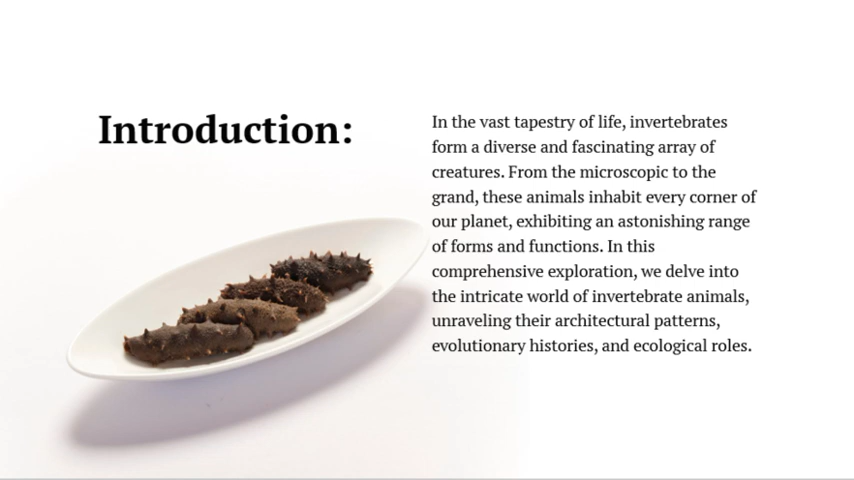 Introduction:
In the vast tapestry of life, invertebrates
form a diverse and fascinating array of
creatures. From the microscopic to the
grand, these animals inhabit every corner of
our planet, exhibiting an astonishing range
of forms and functions. In this
comprehensive exploration, we delve into
the intricate world of invertebrate animals,
unraveling their architectural patterns,
evolutionary histories, and ecological roles.